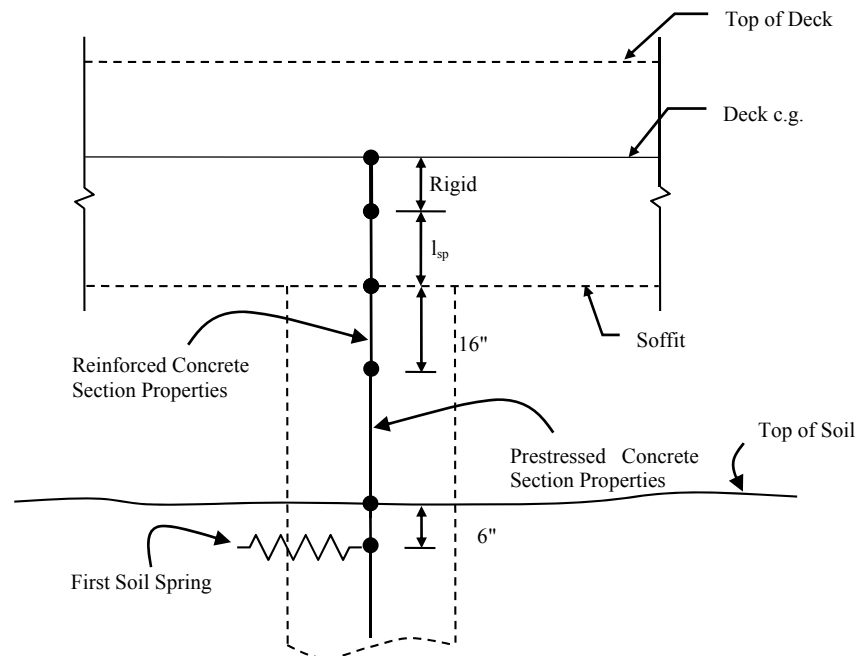 Top of Deck
Deck c.g.
Rigid
lsp
Soffit
16"
Reinforced Concrete
Section Properties
Top of Soil
Prestressed Concrete
Section Properties
6"
First Soil Spring